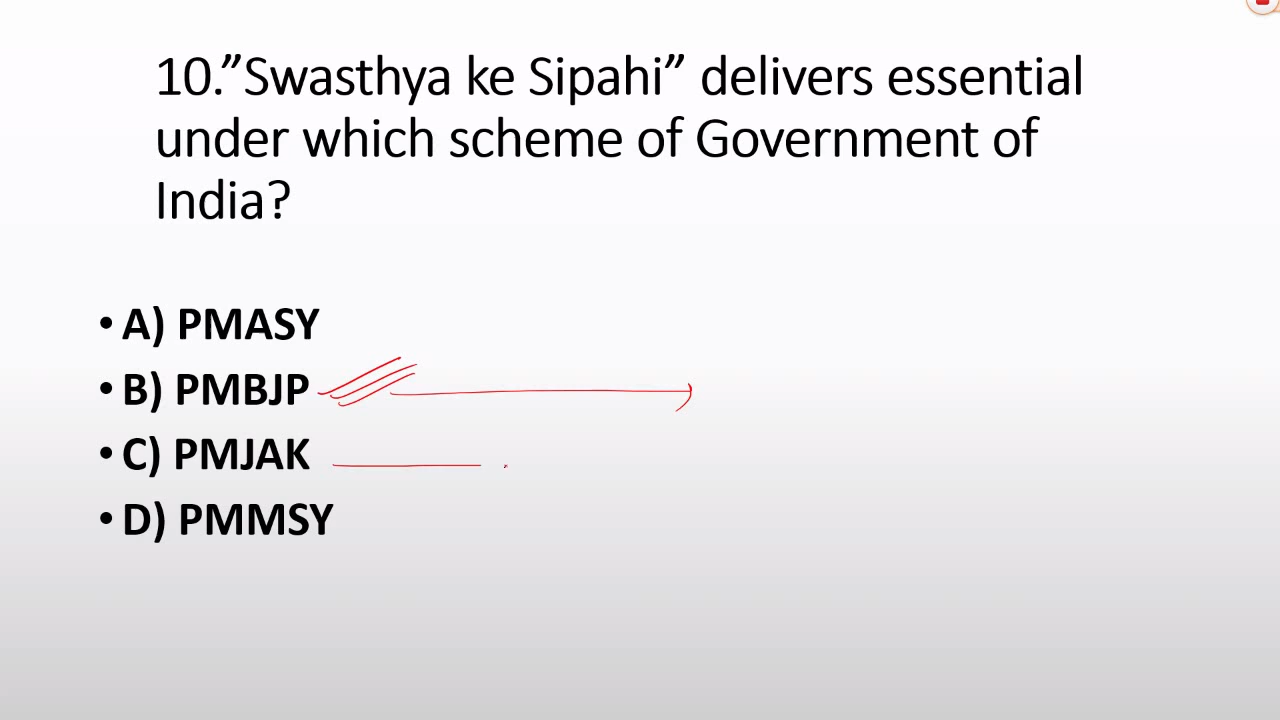 10.”Swasthya ke Sipahi” delivers essential
under which scheme of Government of
India?
• A) PMASY
• B) PMBJP
• C) PMJAK
• D) PMMSY